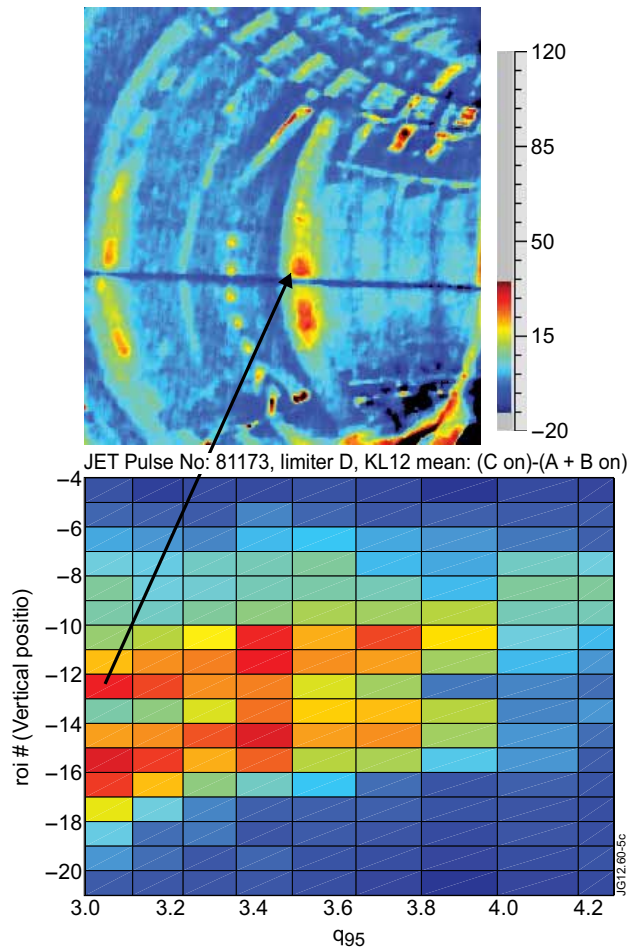 120
85
50
15
−20
JET Pulse No: 81173, limiter D, KL12 mean: (C on)-(A + B on)
−4
−6
−8
−10
−12
−14
−16
−18
−20
roi # (Vertical positio)
3.0 3.2 3.4 3.6 3.8 4.0 4.2
q95
JG12.60-5c